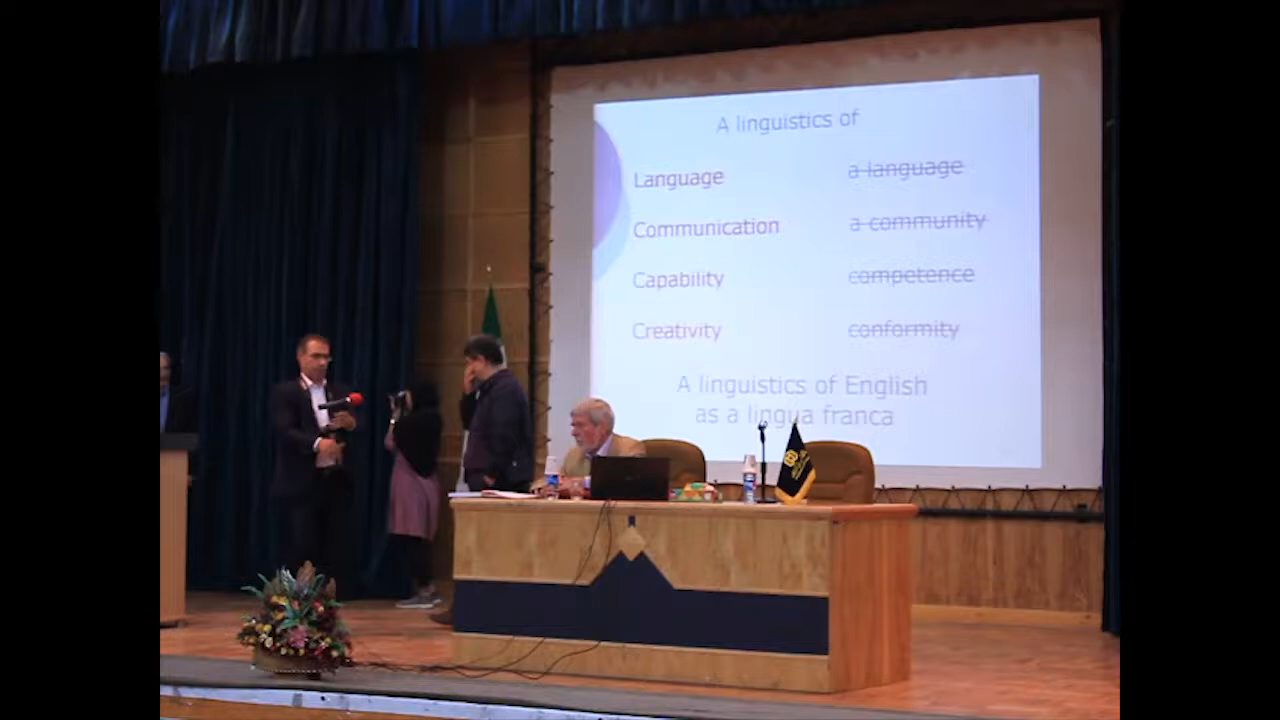 A linguistics of
Language a language
Communication a community
Capability competence
Creativity conformity
A linguistics of English
as a lingua franca